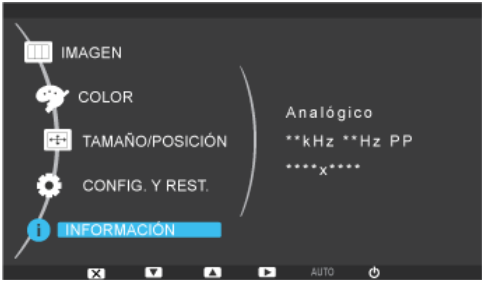 IMAGEN
COLOR
TAMAÑO/POSICIÓN
CONFIG. Y REST.
INFORMACIÓN
Analógico
**kHz **Hz PP
****x****
AUTO